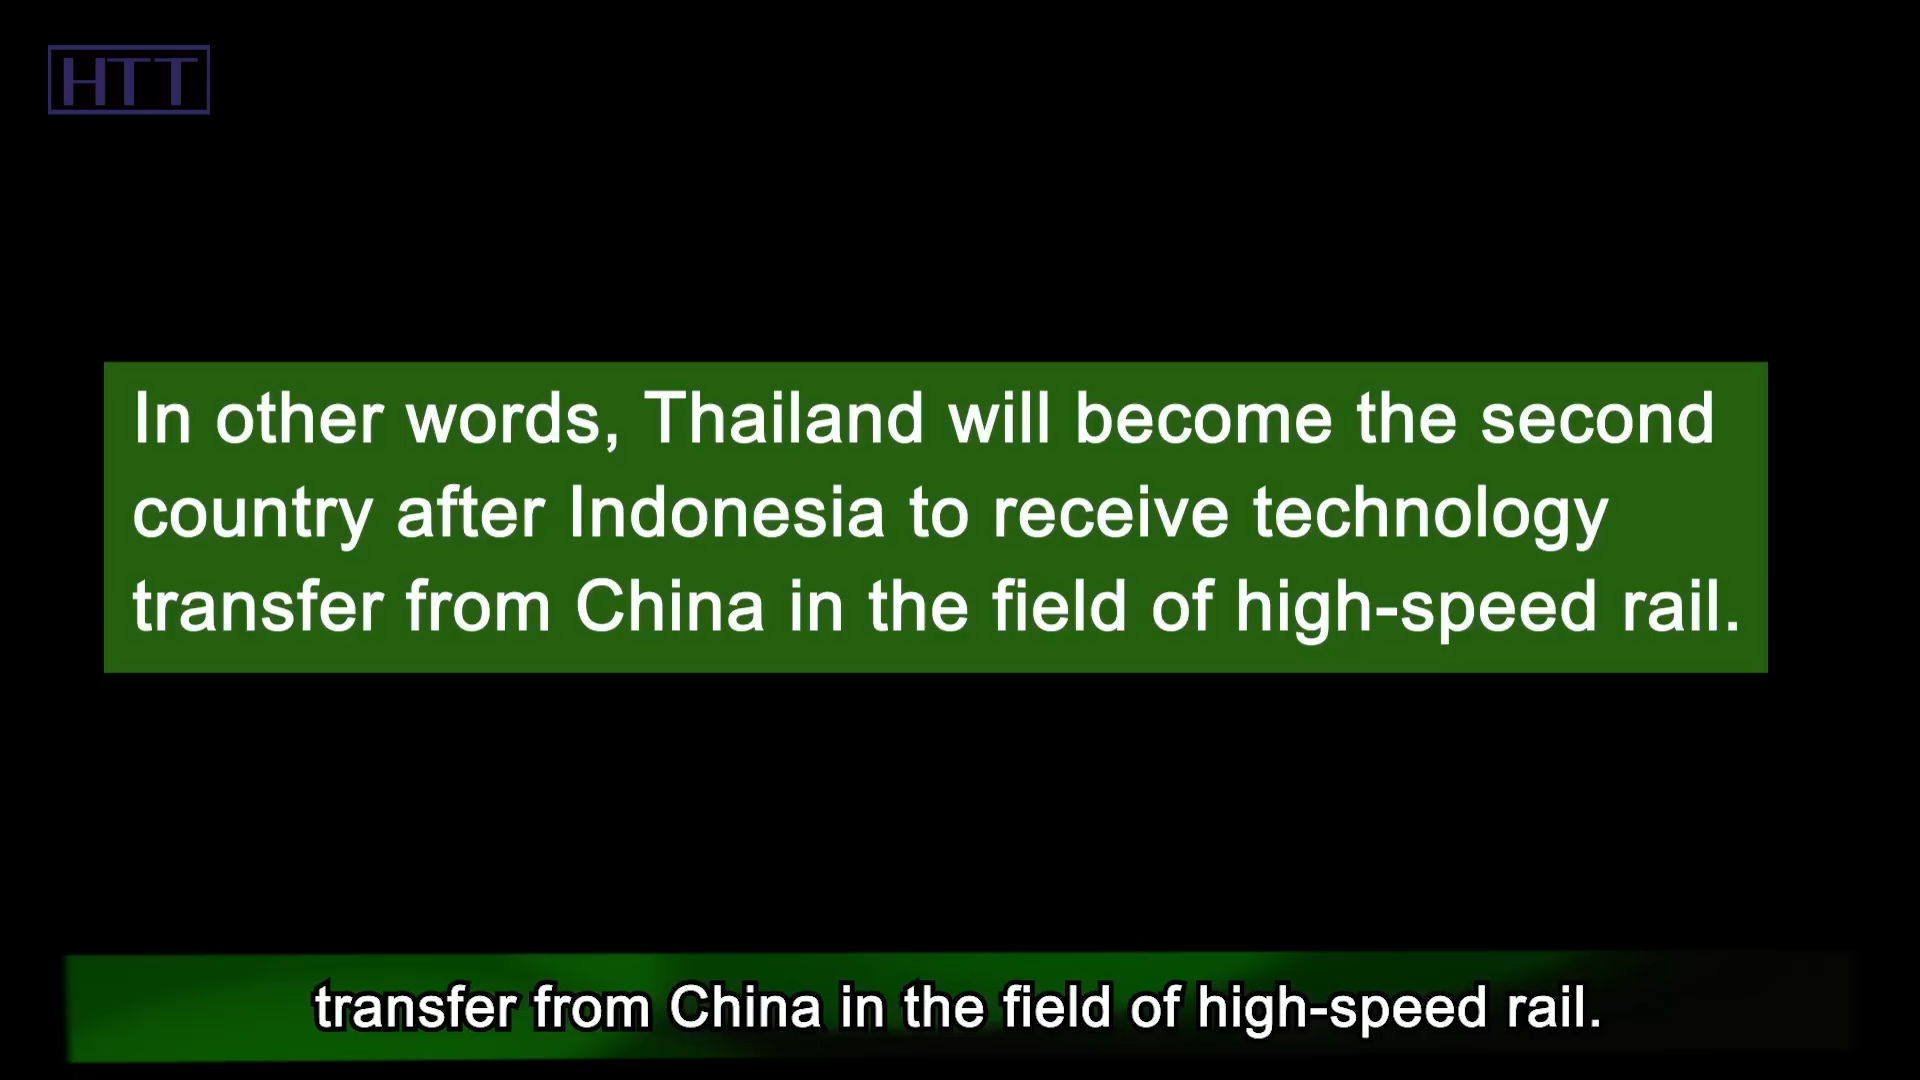 HTT
In other words, Thailand will become the second
country after Indonesia to receive technology
transfer from China in the field of high-speed rail.
transfer from China in the field of high-speed rail.